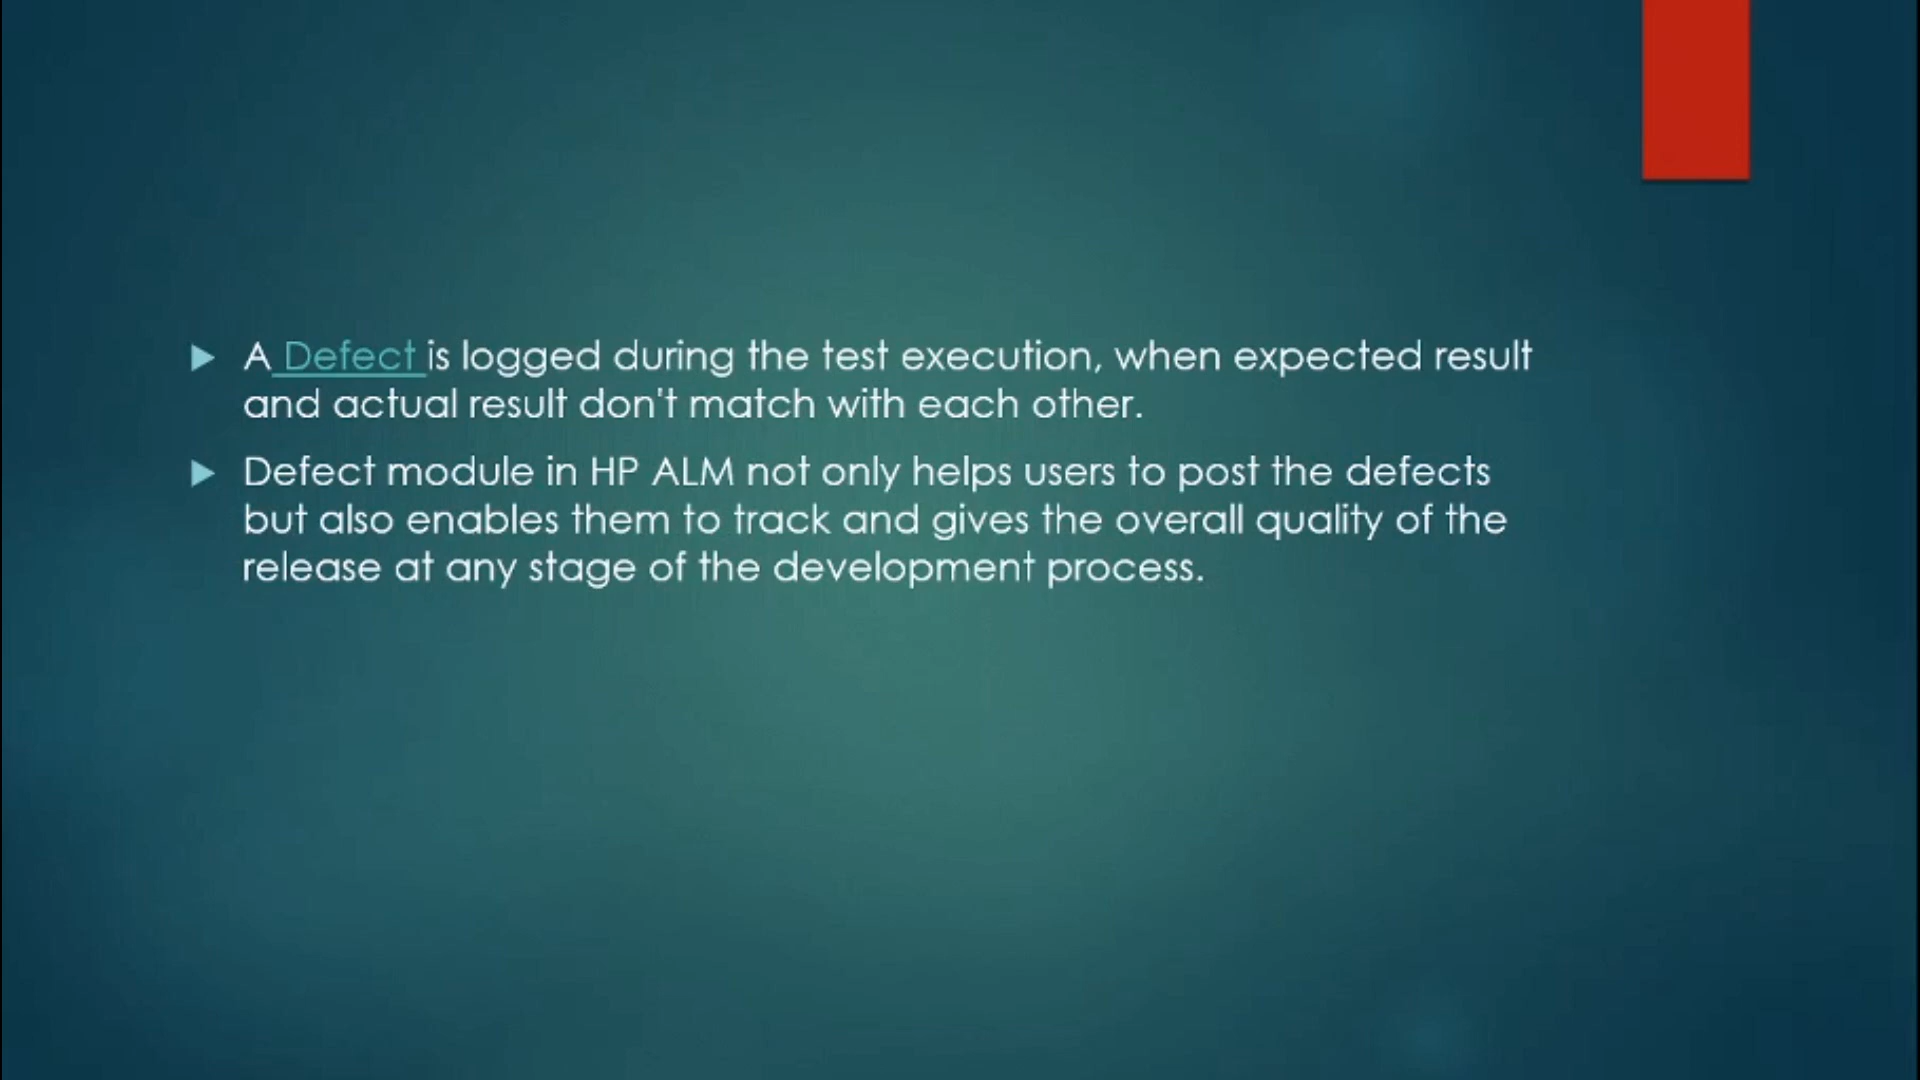 A Defect is logged during the test execution, when expected result
and actual result don't match with each other.
Defect module in HP ALM not only helps users to post the defects
but also enables them to track and gives the overall quality of the
release at any stage of the development process.